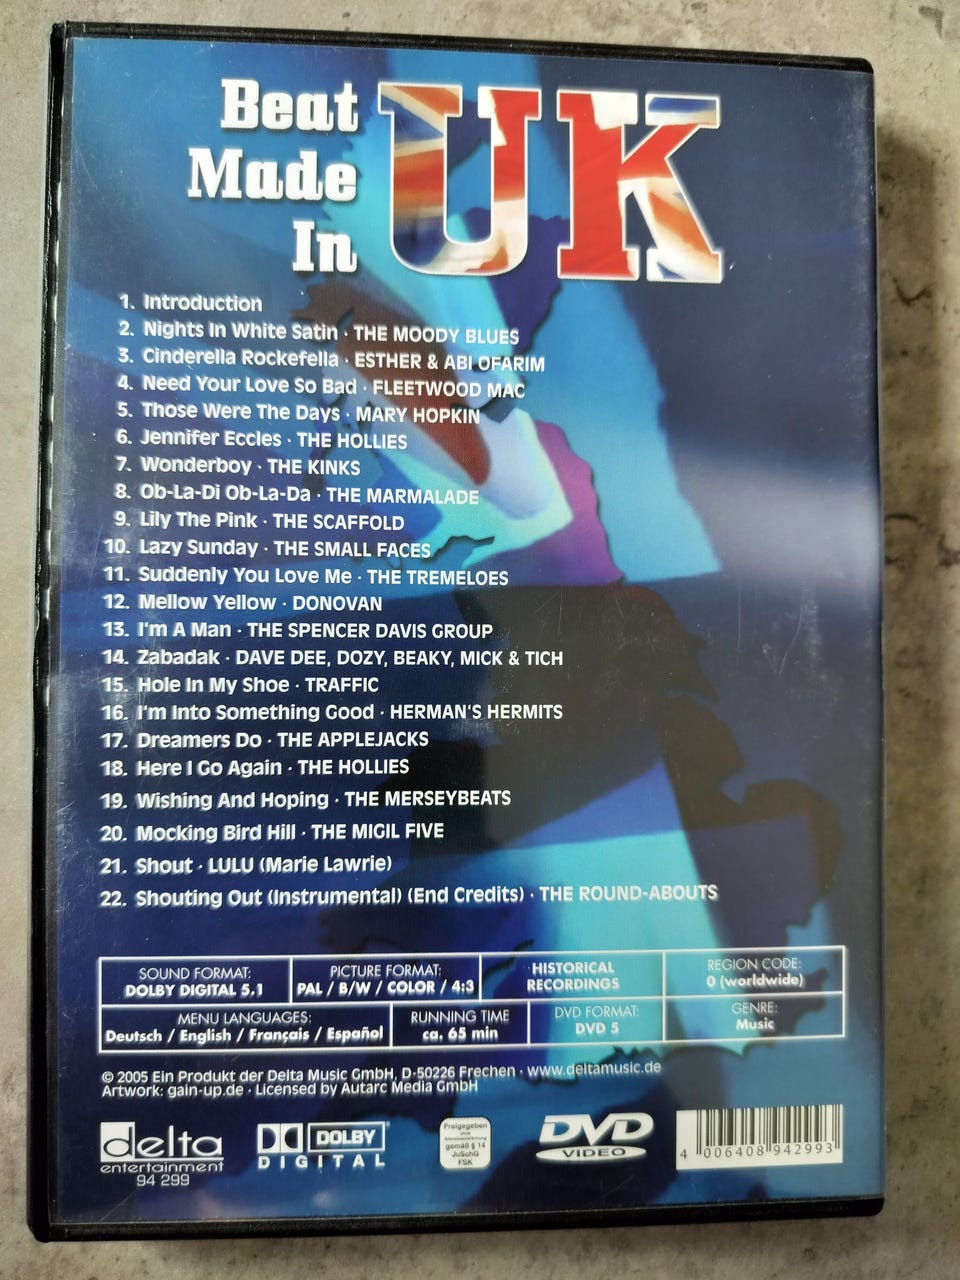 Beat
Made
In
UK
1. Introduction
2. Nights In White Satin · THE MOODY BLUES
3. Cinderella Rockefella · ESTHER & ABI OFARIM
4. Need Your Love So Bad · FLEETWOOD MAC
5. Those Were The Days · MARY HOPKIN
6. Jennifer Eccles · THE HOLLIES
7. Wonderboy · THE KINKS
8. Ob-La-Di Ob-La-Da · THE MARMALADE
9. Lily The Pink · THE SCAFFOLD
10. Lazy Sunday · THE SMALL FACES
11. Suddenly You Love Me · THE TREMELOES
12. Mellow Yellow · DONOVAN
13. I'm A Man · THE SPENCER DAVIS GROUP
14. Zabadak · DAVE DEE, DOZY, BEAKY, MICK & TICH
15. Hole In My Shoe · TRAFFIC
16. I'm Into Something Good · HERMAN'S HERMITS
17. Dreamers Do · THE APPLEJACKS
18. Here I Go Again · THE HOLLIES
19. Wishing And Hoping · THE MERSEYBEATS
20. Mocking Bird Hill · THE MIGIL FIVE
21. Shout · LULU (Marie Lawrie)
22. Shouting Out (Instrumental) (End Credits) · THE ROUND-ABOUTS
SOUND FORMAT:
DOLBY DIGITAL 5.1
PICTURE FORMAT:
PAL / B/W / COLOR / 4:3
HISTORICAL
RECORDINGS
REGION CODE:
0 (worldwide)
MENU LANGUAGES:
Deutsch / English / Français / Español
RUNNING TIME
ca. 65 min
DVD FORMAT:
DVD 5
GENRE:
Music
© 2005 Ein Produkt der Delta Music GmbH, D-50226 Frechen · www.deltamusic.de
Artwork: gain-up.de · Licensed by Autarc Media GmbH
delta
entertainment
94 299
DOLBY
DIGITAL
Freigegeben
ohne
Altersbeschränkung
gemäß § 14
JuSchG
FSK
DVD
VIDEO
4 006408 942993